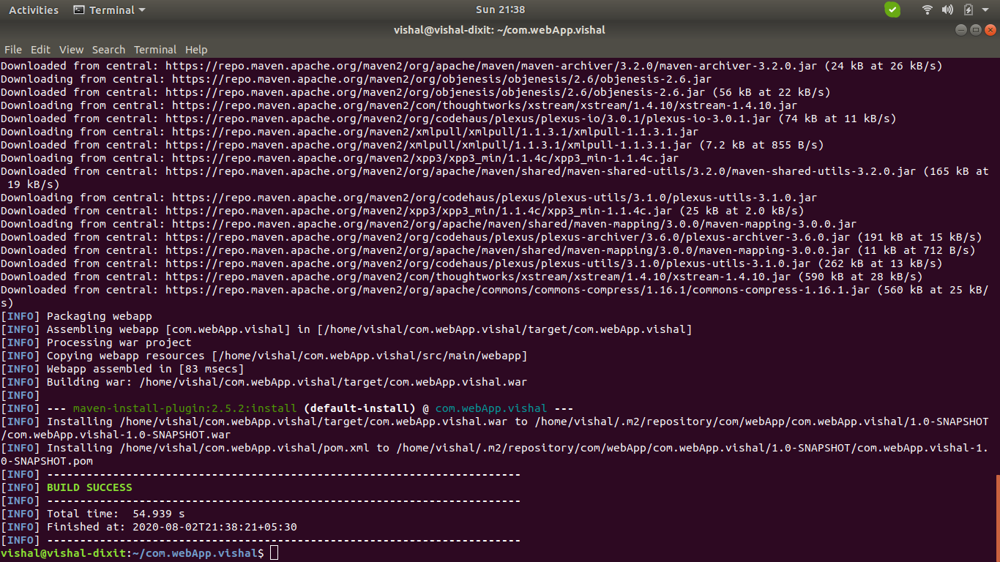 Activities Terminal Sun 21:38
vishal@vishal-dixit: ~/com.webApp.vishal
File Edit View Search Terminal Help
Downloaded from central: https://repo.maven.apache.org/maven2/org/apache/maven/maven-archiver/3.2.0/maven-archiver-3.2.0.jar (24 kB at 26 kB/s)
Downloading from central: https://repo.maven.apache.org/maven2/org/objenesis/objenesis/2.6/objenesis-2.6.jar
Downloaded from central: https://repo.maven.apache.org/maven2/org/objenesis/objenesis/2.6/objenesis-2.6.jar (56 kB at 22 kB/s)
Downloading from central: https://repo.maven.apache.org/maven2/com/thoughtworks/xstream/xstream/1.4.10/xstream-1.4.10.jar
Downloaded from central: https://repo.maven.apache.org/maven2/org/codehaus/plexus/plexus-io/3.0.1/plexus-io-3.0.1.jar (74 kB at 11 kB/s)
Downloading from central: https://repo.maven.apache.org/maven2/xmlpull/xmlpull/1.1.3.1/xmlpull-1.1.3.1.jar
Downloaded from central: https://repo.maven.apache.org/maven2/xmlpull/xmlpull/1.1.3.1/xmlpull-1.1.3.1.jar (7.2 kB at 855 B/s)
Downloading from central: https://repo.maven.apache.org/maven2/xpp3/xpp3_min/1.1.4c/xpp3_min-1.1.4c.jar
Downloaded from central: https://repo.maven.apache.org/maven2/org/apache/maven/shared/maven-shared-utils/3.2.0/maven-shared-utils-3.2.0.jar (165 kB at
 19 kB/s)
Downloading from central: https://repo.maven.apache.org/maven2/org/codehaus/plexus/plexus-utils/3.1.0/plexus-utils-3.1.0.jar
Downloaded from central: https://repo.maven.apache.org/maven2/xpp3/xpp3_min/1.1.4c/xpp3_min-1.1.4c.jar (25 kB at 2.0 kB/s)
Downloading from central: https://repo.maven.apache.org/maven2/org/apache/maven/shared/maven-mapping/3.0.0/maven-mapping-3.0.0.jar
Downloaded from central: https://repo.maven.apache.org/maven2/org/codehaus/plexus/plexus-archiver/3.6.0/plexus-archiver-3.6.0.jar (191 kB at 15 kB/s)
Downloaded from central: https://repo.maven.apache.org/maven2/org/apache/maven/shared/maven-mapping/3.0.0/maven-mapping-3.0.0.jar (11 kB at 712 B/s)
Downloaded from central: https://repo.maven.apache.org/maven2/org/codehaus/plexus/plexus-utils/3.1.0/plexus-utils-3.1.0.jar (262 kB at 13 kB/s)
Downloaded from central: https://repo.maven.apache.org/maven2/com/thoughtworks/xstream/xstream/1.4.10/xstream-1.4.10.jar (590 kB at 28 kB/s)
Downloaded from central: https://repo.maven.apache.org/maven2/org/apache/commons/commons-compress/1.16.1/commons-compress-1.16.1.jar (560 kB at 25 kB/
s)
[INFO] Packaging webapp
[INFO] Assembling webapp [com.webApp.vishal] in [/home/vishal/com.webApp.vishal/target/com.webApp.vishal]
[INFO] Processing war project
[INFO] Copying webapp resources [/home/vishal/com.webApp.vishal/src/main/webapp]
[INFO] Webapp assembled in [83 msecs]
[INFO] Building war: /home/vishal/com.webApp.vishal/target/com.webApp.vishal.war
[INFO]
[INFO] --- maven-install-plugin:2.5.2:install (default-install) @ com.webApp.vishal ---
[INFO] Installing /home/vishal/com.webApp.vishal/target/com.webApp.vishal.war to /home/vishal/.m2/repository/com/webApp/com.webApp.vishal/1.0-SNAPSHOT
/com.webApp.vishal-1.0-SNAPSHOT.war
[INFO] Installing /home/vishal/com.webApp.vishal/pom.xml to /home/vishal/.m2/repository/com/webApp/com.webApp.vishal/1.0-SNAPSHOT/com.webApp.vishal-1.
0-SNAPSHOT.pom
[INFO] ------------------------------------------------------------------------
[INFO] BUILD SUCCESS
[INFO] ------------------------------------------------------------------------
[INFO] Total time:  54.939 s
[INFO] Finished at: 2020-08-02T21:38:21+05:30
[INFO] ------------------------------------------------------------------------
vishal@vishal-dixit:~/com.webApp.vishal$